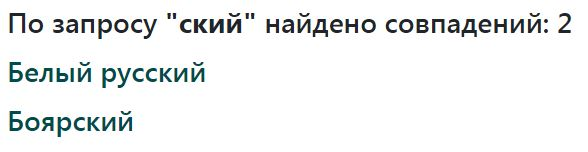 По запросу "ский" найдено совпадений: 2
Белый русский
Боярский